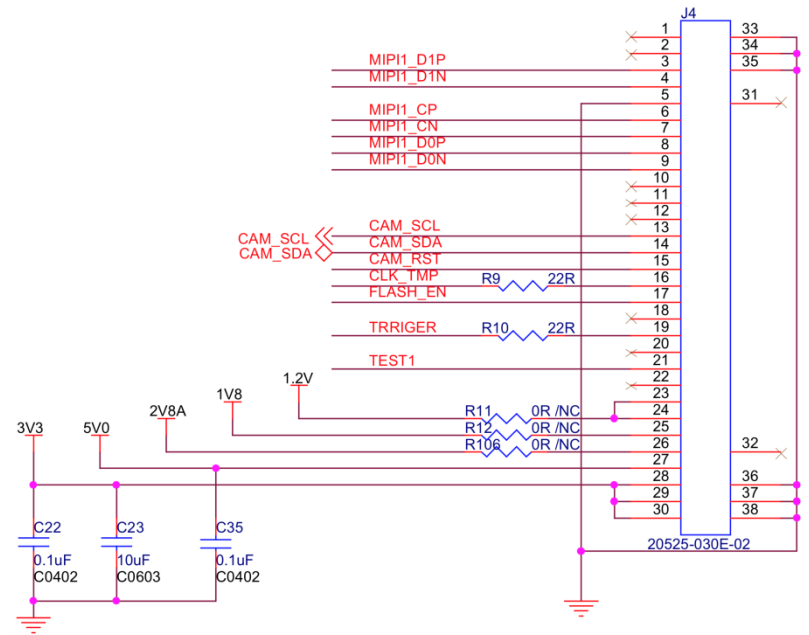 J4
1 33
2 34
MIPI1_D1P 3 35
MIPI1_D1N 4
5 31
MIPI1_CP 6
MIPI1_CN 7
MIPI1_D0P 8
MIPI1_D0N 9
10
11
12
CAM_SCL CAM_SCL 13
CAM_SDA CAM_SDA 14
CAM_RST 15
CLK_TMP R9 22R 16
FLASH_EN 17
18
TRRIGER R10 22R 19
20
TEST1 21
22
1.2V 23
R11 0R /NC 24
1V8 R12 0R /NC 25
2V8A R106 0R /NC 26 32
3V3 5V0 27
28 36
29 37
30 38
20525-030E-02
C22 C23 C35
0.1uF 10uF 0.1uF
C0402 C0603 C0402